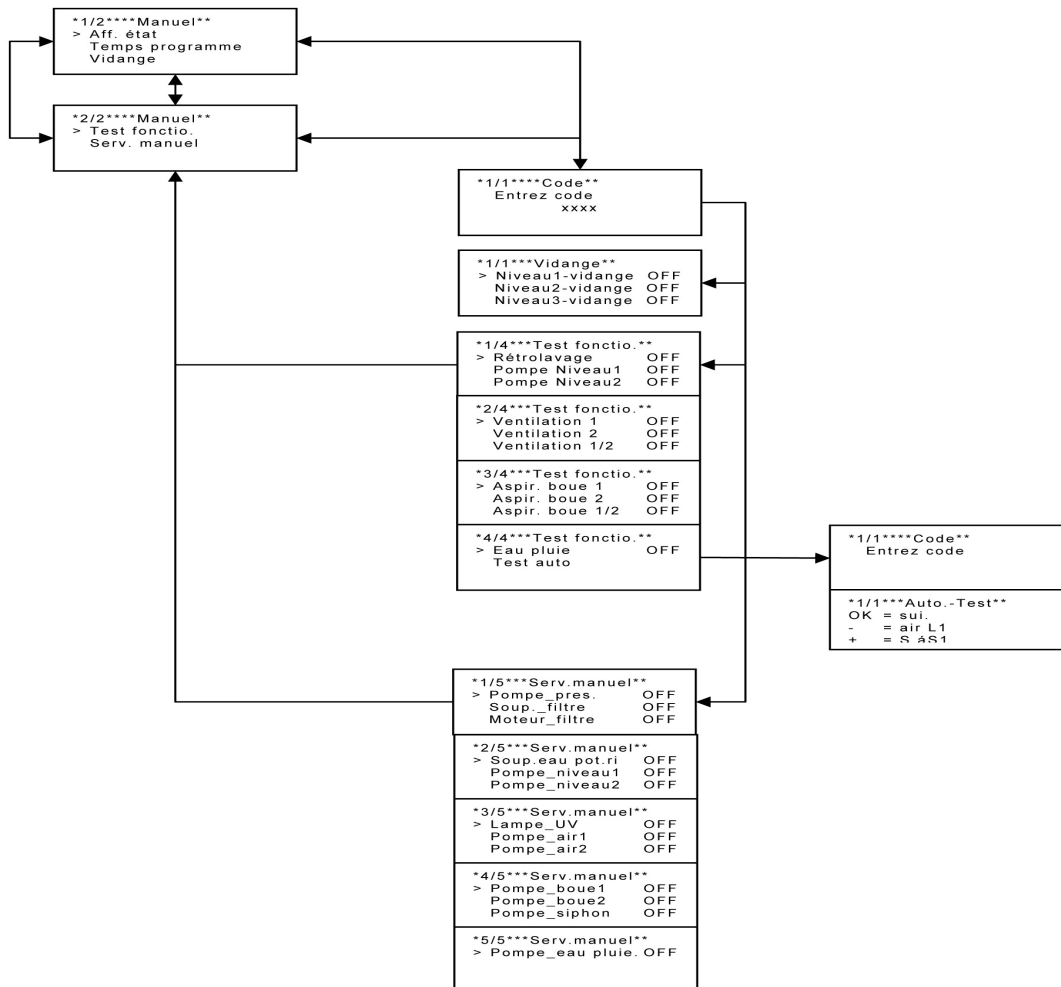 *1/2****Manuel**
> Aff. état
Temps programme
Vidange
*2/2****Manuel**
> Test fonctio.
Serv. manuel
*1/1****Code**
Entrez code
xxxx
*1/1***Vidange**
> Niveau1-vidange OFF
Niveau2-vidange OFF
Niveau3-vidange OFF
*1/4***Test fonctio.**
> Rétrolavage OFF
Pompe Niveau1 OFF
Pompe Niveau2 OFF
*2/4***Test fonctio.**
> Ventilation 1 OFF
Ventilation 2 OFF
Ventilation 1/2 OFF
*3/4***Test fonctio.**
> Aspir. boue 1 OFF
Aspir. boue 2 OFF
Aspir. boue 1/2 OFF
*4/4***Test fonctio.**
> Eau pluie OFF
Test auto
*1/1****Code**
Entrez code
*1/1***Auto.-Test**
OK = sui.
- = air L1
+ = S áS1
*1/5***Serv.manuel**
> Pompe_pres. OFF
Soup._filtre OFF
Moteur_filtre OFF
*2/5***Serv.manuel**
> Soup.eau pot.ri OFF
Pompe_niveau1 OFF
Pompe_niveau2 OFF
*3/5***Serv.manuel**
> Lampe_UV OFF
Pompe_air1 OFF
Pompe_air2 OFF
*4/5***Serv.manuel**
> Pompe_boue1 OFF
Pompe_boue2 OFF
Pompe_siphon OFF
*5/5***Serv.manuel**
> Pompe_eau pluie. OFF